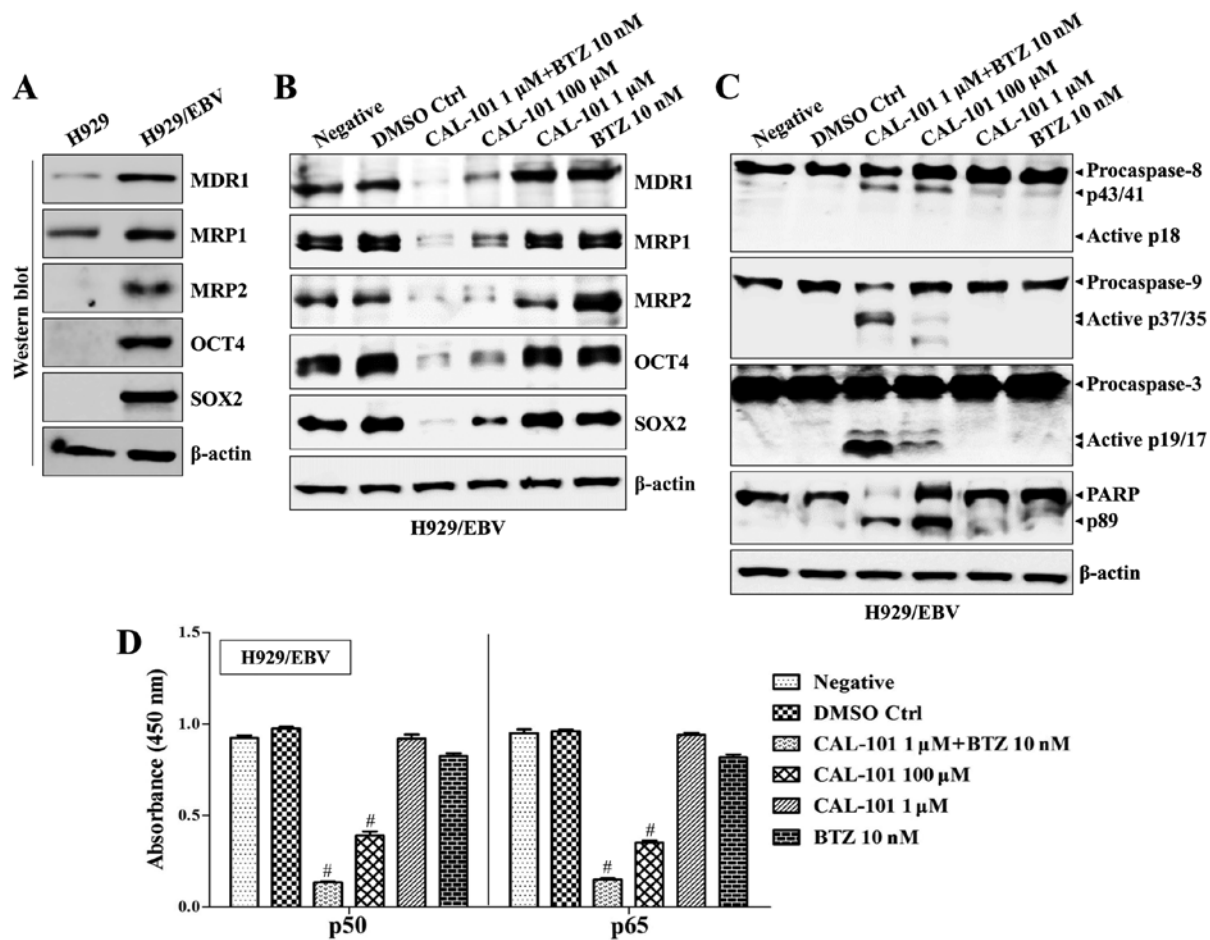 A
H929
H929/EBV
Western blot
MDR1
MRP1
MRP2
OCT4
SOX2
β-actin
B
Negative
DMSO Ctrl
CAL-101 1 µM+BTZ 10 nM
CAL-101 100 µM
CAL-101 1 µM
BTZ 10 nM
MDR1
MRP1
MRP2
OCT4
SOX2
β-actin
H929/EBV
C
Negative
DMSO Ctrl
CAL-101 1 µM+BTZ 10 nM
CAL-101 100 µM
CAL-101 1 µM
BTZ 10 nM
Procaspase-8
p43/41
Active p18
Procaspase-9
Active p37/35
Procaspase-3
Active p19/17
PARP
p89
β-actin
H929/EBV
D
H929/EBV
Absorbance (450 nm)
1.5
1.0
0.5
0.0
#
#
#
#
p50
p65
Negative
DMSO Ctrl
CAL-101 1 µM+BTZ 10 nM
CAL-101 100 µM
CAL-101 1 µM
BTZ 10 nM